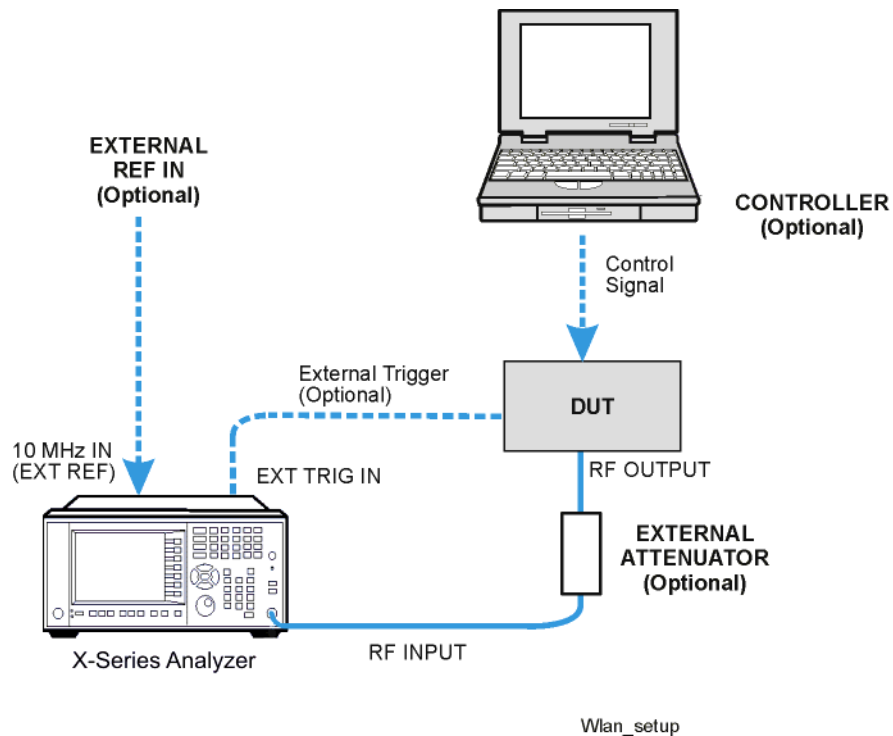 EXTERNAL
REF IN
(Optional)
CONTROLLER
(Optional)
Control
Signal
External Trigger
(Optional)
DUT
10 MHz IN
(EXT REF)
EXT TRIG IN
RF OUTPUT
EXTERNAL
ATTENUATOR
(Optional)
RF INPUT
X-Series Analyzer
Wlan_setup